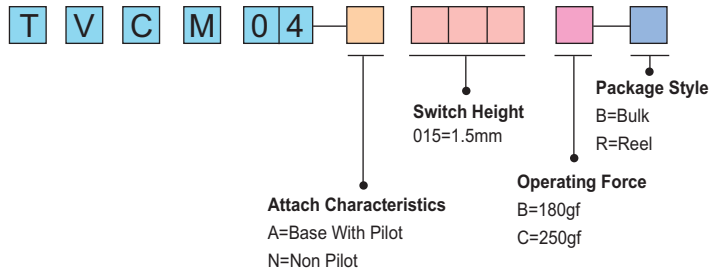 T V C M 0 4
Package Style
B=Bulk
R=Reel
Switch Height
015=1.5mm
Operating Force
B=180gf
C=250gf
Attach Characteristics
A=Base With Pilot
N=Non Pilot